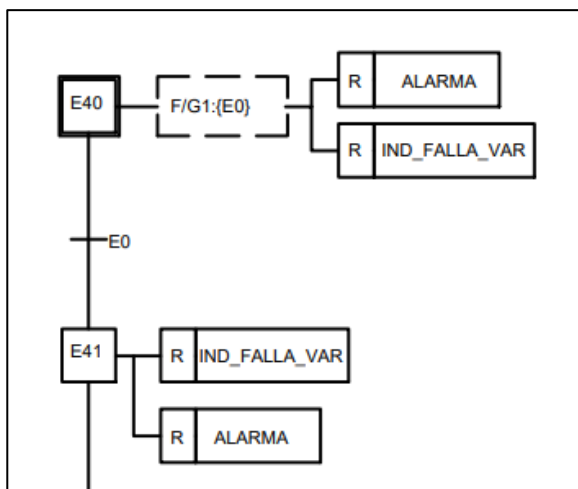 E40
F/G1:{E0}
R ALARMA
R IND_FALLA_VAR
E0
E41
R IND_FALLA_VAR
R ALARMA